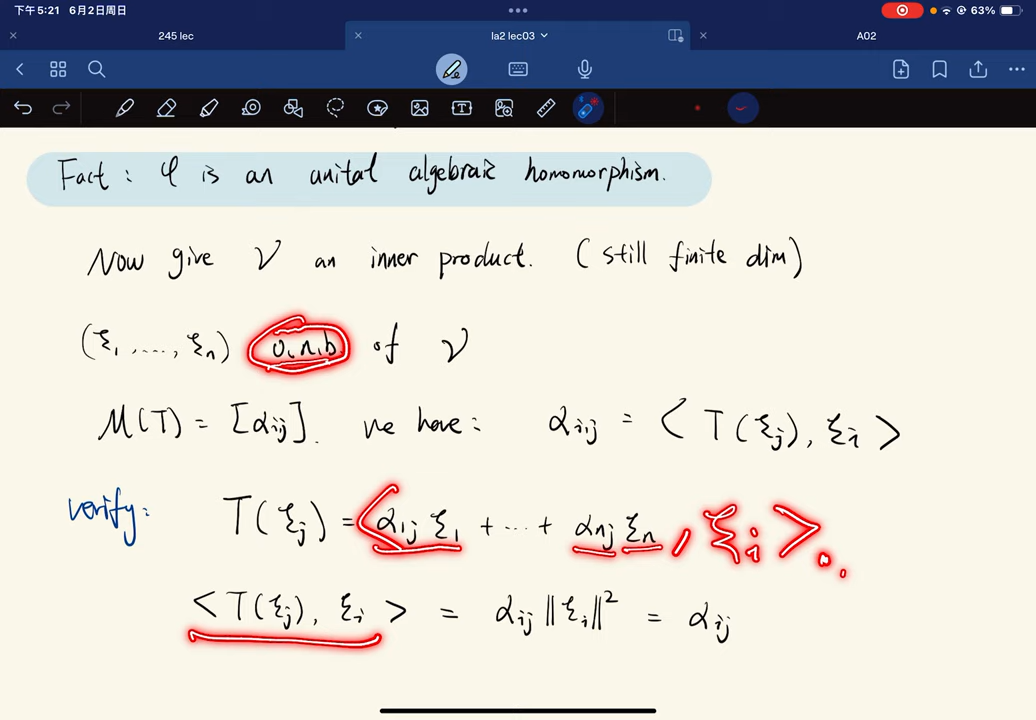 下午5:21 6月2日周日
63%
245 lec
la2 lec03
A02
Fact : φ is an unital algebraic homomorphism.
Now give V an inner product. (still finite dim)
(ξ₁, ..., ξₙ) o.n.b. of V
M(T) = [αij]. we have : αij = < T(ξj), ξi >
verify: T(ξj) = <α1j ξ₁ + ... + αnj ξn, ξi>
<T(ξj), ξi> = αij ‖ξi‖² = αij